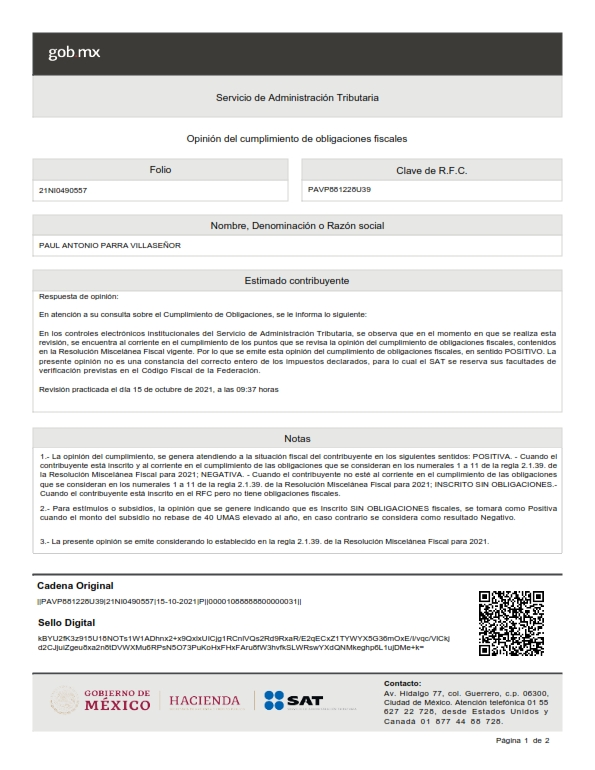 gob mx
Servicio de Administración Tributaria
Opinión del cumplimiento de obligaciones fiscales
Folio
Clave de R.F.C.
21NI0490557
PAVP881228U39
Nombre, Denominación o Razón social
PAUL ANTONIO PARRA VILLASEÑOR
Estimado contribuyente
Respuesta de opinión:
En atención a su consulta sobre el Cumplimiento de Obligaciones, se le informa lo siguiente:
En los controles electrónicos institucionales del Servicio de Administración Tributaria, se observa que en el momento en que se realiza esta
revisión, se encuentra al corriente en el cumplimiento de los puntos que se revisa la opinión del cumplimiento de obligaciones fiscales, contenidos
en la Resolución Miscelánea Fiscal vigente. Por lo que se emite esta opinión del cumplimiento de obligaciones fiscales, en sentido POSITIVO. La
presente opinión no es una constancia del correcto entero de los impuestos declarados, para lo cual el SAT se reserva sus facultades de
verificación previstas en el Código Fiscal de la Federación.
Revisión practicada el día 15 de octubre de 2021, a las 09:37 horas
Notas
1.- La opinión del cumplimiento, se genera atendiendo a la situación fiscal del contribuyente en los siguientes sentidos: POSITIVA. - Cuando el
contribuyente está inscrito y al corriente en el cumplimiento de las obligaciones que se consideran en los numerales 1 a 11 de la regla 2.1.39. de
la Resolución Miscelánea Fiscal para 2021; NEGATIVA. - Cuando el contribuyente no esté al corriente en el cumplimiento de las obligaciones
que se consideran en los numerales 1 a 11 de la regla 2.1.39. de la Resolución Miscelánea Fiscal para 2021; INSCRITO SIN OBLIGACIONES.-
Cuando el contribuyente está inscrito en el RFC pero no tiene obligaciones fiscales.
2.- Para estímulos o subsidios, la opinión que se genere indicando que es Inscrito SIN OBLIGACIONES fiscales, se tomará como Positiva
cuando el monto del subsidio no rebase de 40 UMAS elevado al año, en caso contrario se considera como resultado Negativo.
3.- La presente opinión se emite considerando lo establecido en la regla 2.1.39. de la Resolución Miscelánea Fiscal para 2021.
Cadena Original
||PAVP881228U39|21NI0490557|15-10-2021|P||00001088888800000031||
Sello Digital
GOBIERNO DE
MÉXICO
HACIENDA
SAT
Contacto:
Av. Hidalgo 77, col. Guerrero, c.p. 06300,
Ciudad de México. Atención telefónica 01 55
627 22 728, desde Estados Unidos y
Canadá 01 877 44 88 728.
Página 1 de 2